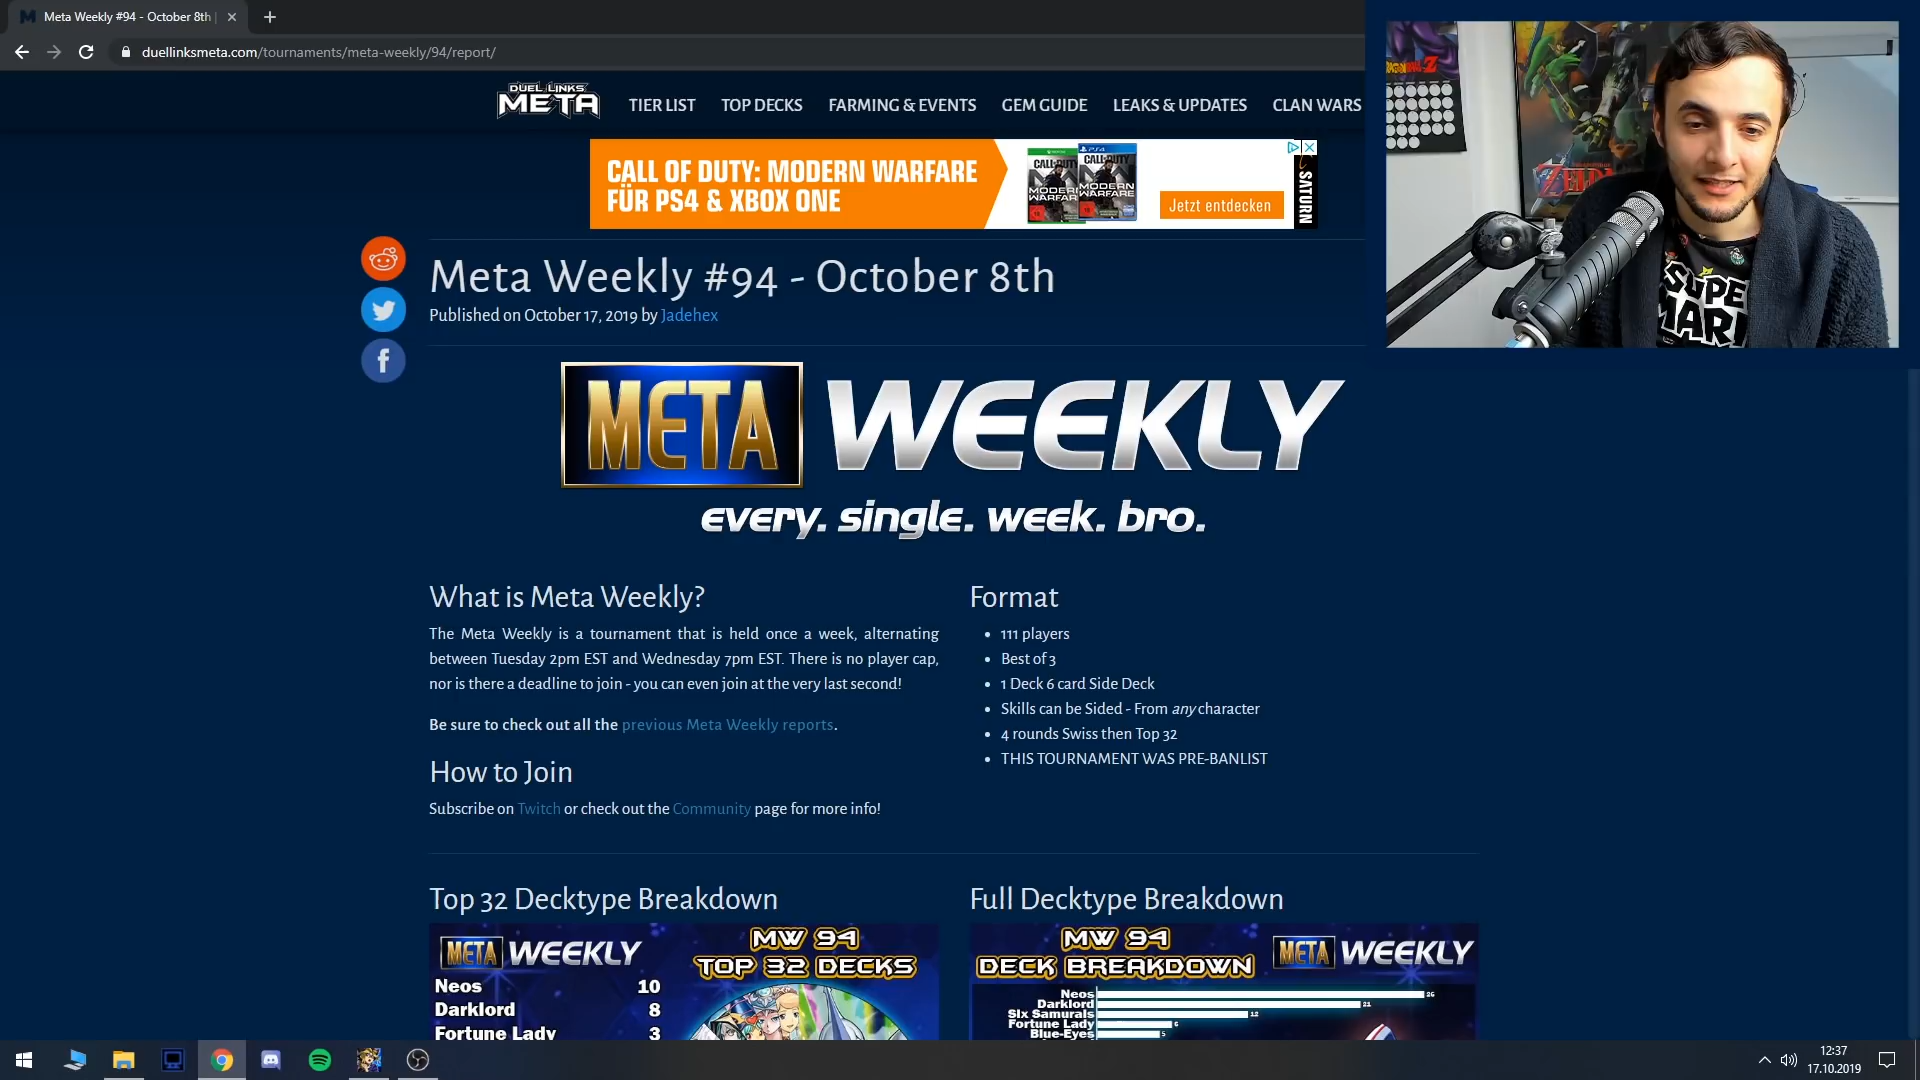 Meta Weekly #94 - October 8th |
duellinksmeta.com/tournaments/meta-weekly/94/report/
DUEL LINKS META
TIER LIST
TOP DECKS
FARMING & EVENTS
GEM GUIDE
LEAKS & UPDATES
CLAN WARS
CALL OF DUTY: MODERN WARFARE
FÜR PS4 & XBOX ONE
Jetzt entdecken
SATURN
DRAGONBALL Z
ZELDA
SUPER
MARI
Meta Weekly #94 - October 8th
Published on October 17, 2019 by Jadehex
META WEEKLY
every. single. week. bro.
What is Meta Weekly?
The Meta Weekly is a tournament that is held once a week, alternating
between Tuesday 2pm EST and Wednesday 7pm EST. There is no player cap,
nor is there a deadline to join - you can even join at the very last second!
Be sure to check out all the previous Meta Weekly reports.
How to Join
Subscribe on Twitch or check out the Community page for more info!
Format
• 111 players
• Best of 3
• 1 Deck 6 card Side Deck
• Skills can be Sided - From any character
• 4 rounds Swiss then Top 32
• THIS TOURNAMENT WAS PRE-BANLIST
Top 32 Decktype Breakdown
META WEEKLY
MW 94
TOP 32 DECKS
Neos 10
Darklord 8
Fortune Lady 3
Full Decktype Breakdown
MW 94
DECK BREAKDOWN
META WEEKLY
Neos 26
Darklord 21
Six Samurais 12
Fortune Lady 6
Blue-Eyes 5
12:37
17.10.2019